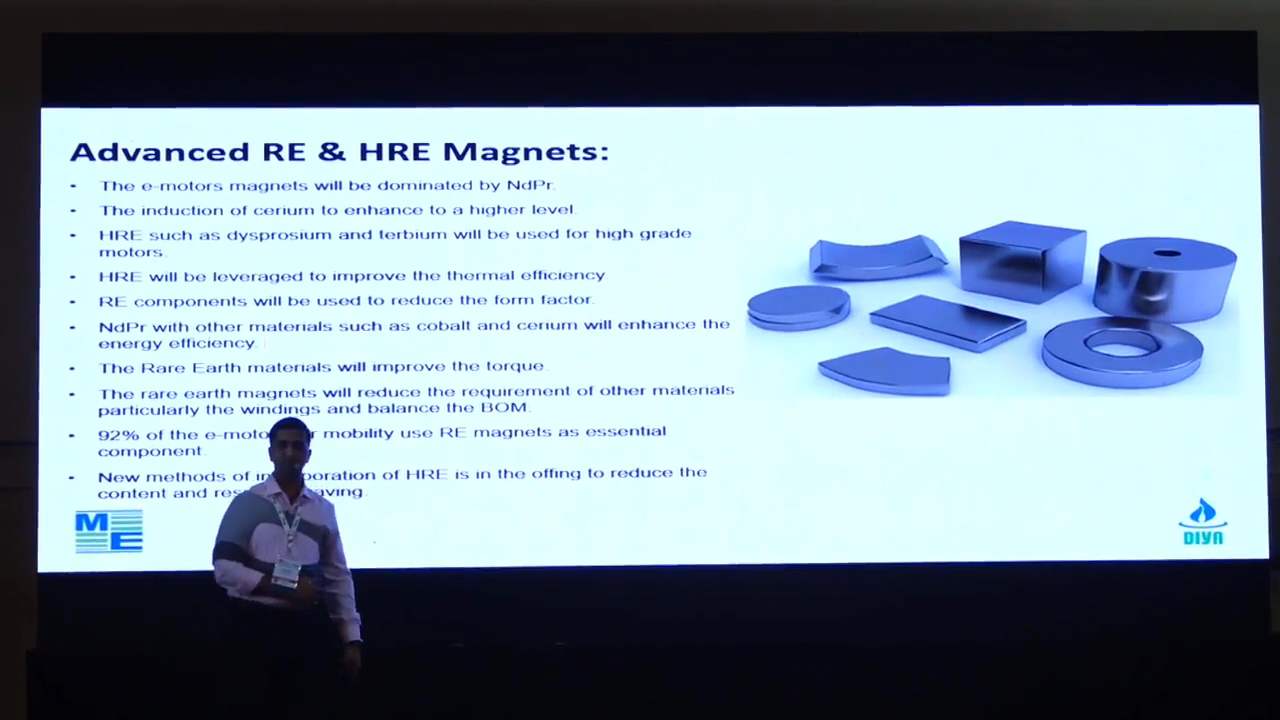 Advanced RE & HRE Magnets:
• The e-motors magnets will be dominated by NdPr.
• The induction of cerium to enhance to a higher level.
• HRE such as dysprosium and terbium will be used for high grade
motors.
• HRE will be leveraged to improve the thermal efficiency
• RE components will be used to reduce the form factor.
• NdPr with other materials such as cobalt and cerium will enhance the
energy efficiency.
• The Rare Earth materials will improve the torque.
• The rare earth magnets will reduce the requirement of other materials
particularly the windings and balance the BOM.
• 92% of the mobility use RE magnets as essential
component.
• New methods of of HRE is in the offing to reduce the
content and
ME
DIYA